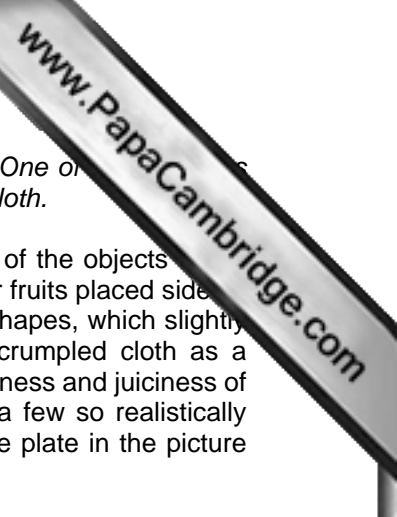 www.PapaCambridge.com
One of
loth.
of the objects
r fruits placed side
hapes, which slightly
crumpled cloth as a
ness and juiciness of
a few so realistically
e plate in the picture